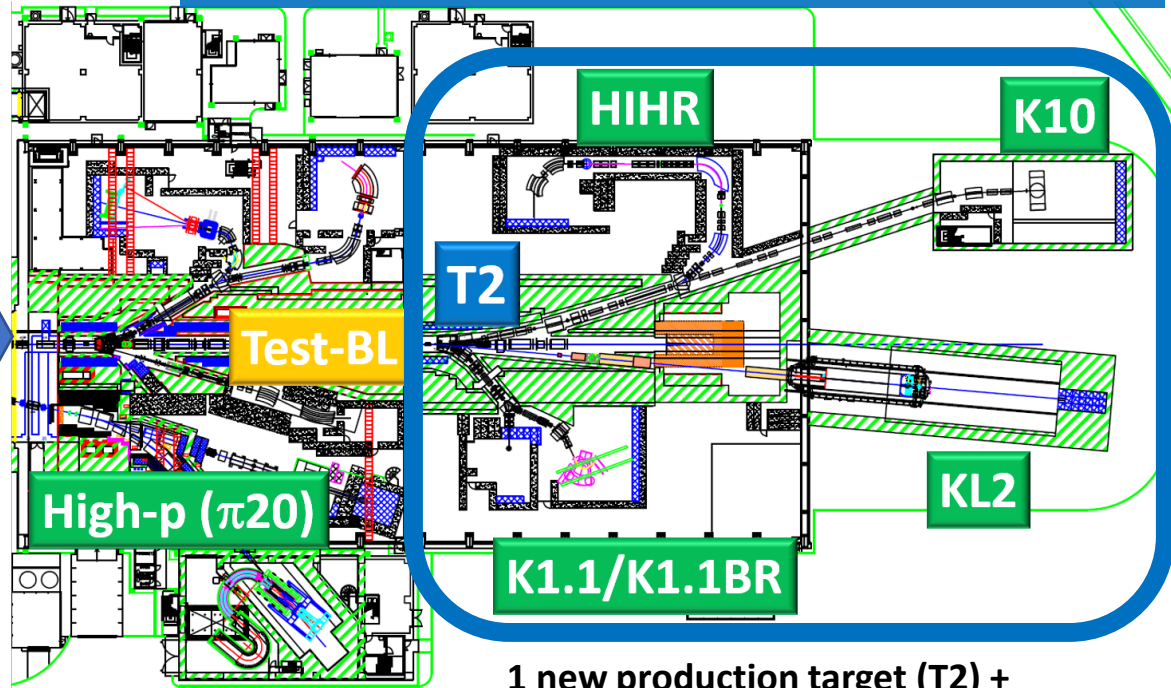 HIHR
K10
T2
Test-BL
High-p (π20)
KL2
K1.1/K1.1BR
1 new production target (T2) +